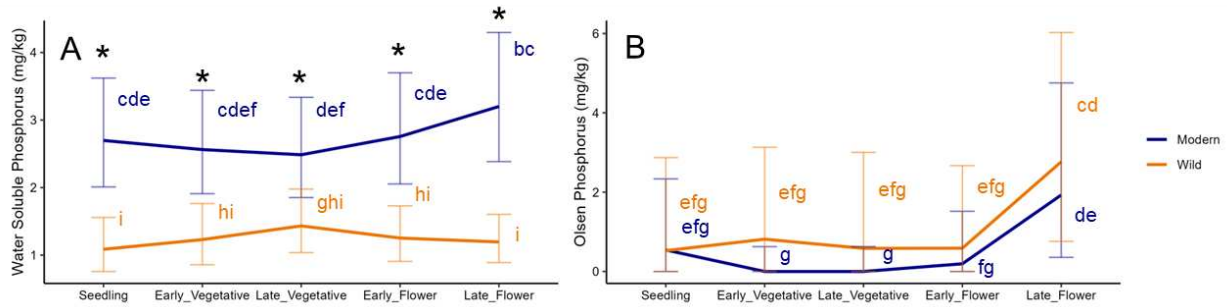 A
Water Soluble Phosphorus (mg/kg)
4
3
2
1
* * * * *
cde cdef def cde bc
i hi ghi hi i
Seedling Early_Vegetative Late_Vegetative Early_Flower Late_Flower
B
Olsen Phosphorus (mg/kg)
6
4
2
0
efg efg efg efg cd
efg g g fg de
Seedling Early_Vegetative Late_Vegetative Early_Flower Late_Flower
Modern
Wild